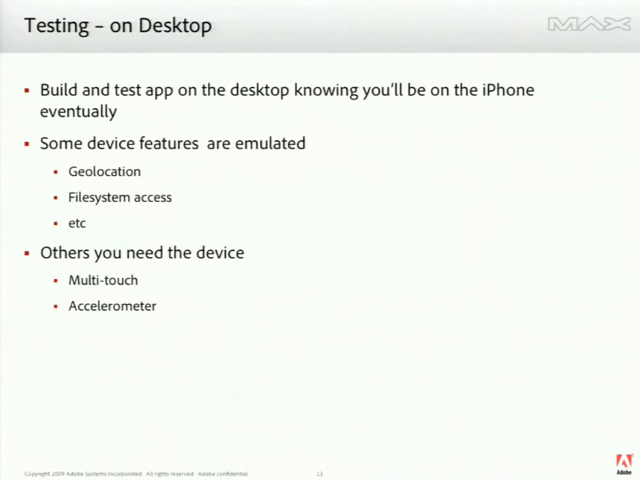 Testing – on Desktop
MAX
▪ Build and test app on the desktop knowing you'll be on the iPhone
eventually
▪ Some device features are emulated
▪ Geolocation
▪ Filesystem access
▪ etc
▪ Others you need the device
▪ Multi-touch
▪ Accelerometer
Copyright 2009 Adobe Systems Incorporated. All rights reserved. Adobe confidential.
13
Adobe